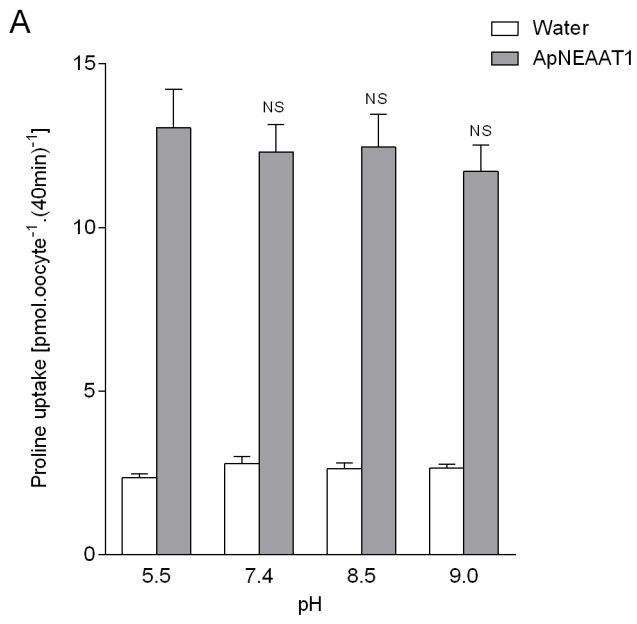 A
Water
ApNEAAT1
Proline uptake [pmol.oocyte⁻¹.(40min)⁻¹]
15
10
5
0
NS
NS
NS
5.5 7.4 8.5 9.0
pH